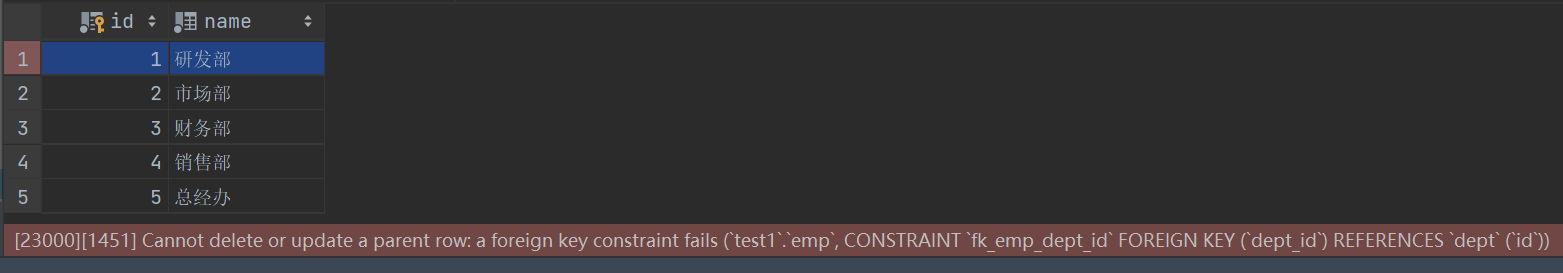 id name
1 1 研发部
2 2 市场部
3 3 财务部
4 4 销售部
5 5 总经办
[23000][1451] Cannot delete or update a parent row: a foreign key constraint fails (`test1`.`emp`, CONSTRAINT `fk_emp_dept_id` FOREIGN KEY (`dept_id`) REFERENCES `dept` (`id`))